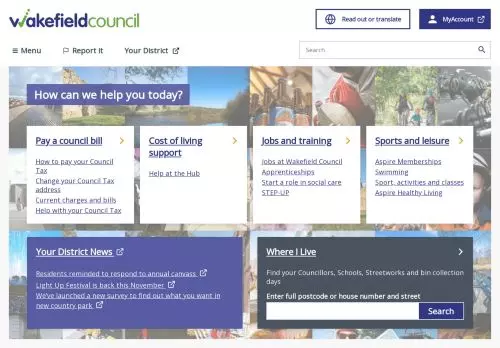 wakefieldcouncil
Read out or translate
MyAccount
Menu
Report It
Your District
Search
How can we help you today?
Pay a council bill
How to pay your Council
Tax
Change your Council Tax
address
Current charges and bills
Help with your Council Tax
Cost of living
support
Help at the Hub
Jobs and training
Jobs at Wakefield Council
Apprenticeships
Start a role in social care
STEP-UP
Sports and leisure
Aspire Memberships
Swimming
Sport, activities and classes
Aspire Healthy Living
Your District News
Residents reminded to respond to annual canvass
Light Up Festival is back this November
We've launched a new survey to find out what you want in
new country park
Where I Live
Find your Councillors, Schools, Streetworks and bin collection
days
Enter full postcode or house number and street
Search